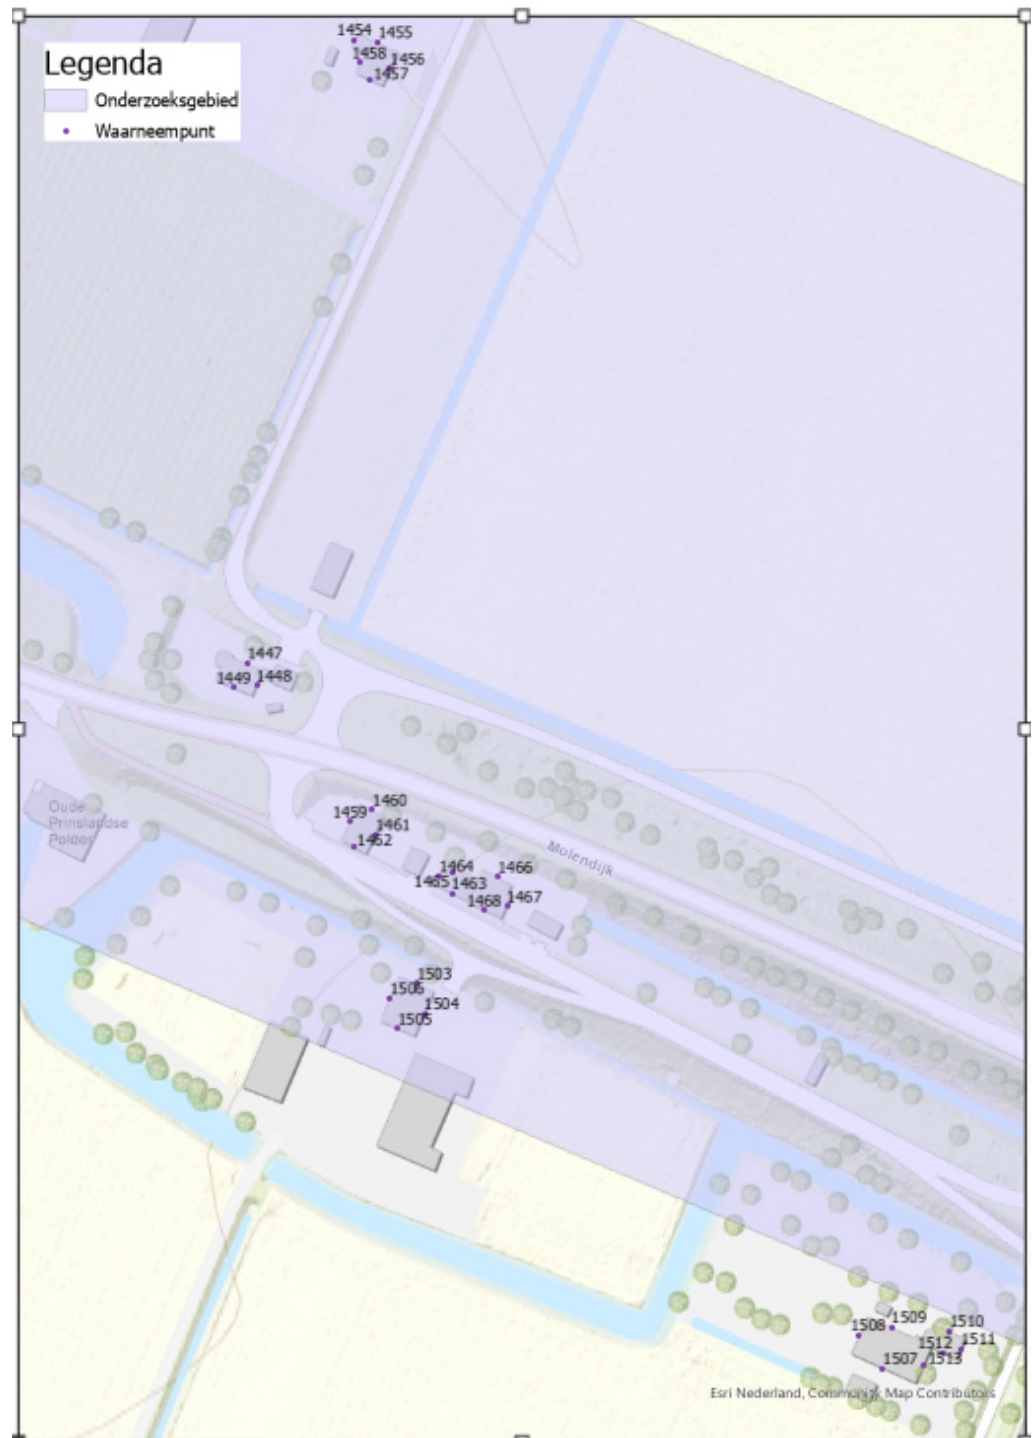 1454 1455
1458 1456
1457
Legenda
Onderzoeksgebied
Waarneempunt
1447
1449 1448
1460
1459
1461
1462
Oude
Prinslandse
Polder
Molendijk
1464 1466
1465 1463
1468 1467
1503
1506
1504
1505
1509
1508 1510
1512 1511
1507 1513
Esri Nederland, Community Map Contributors